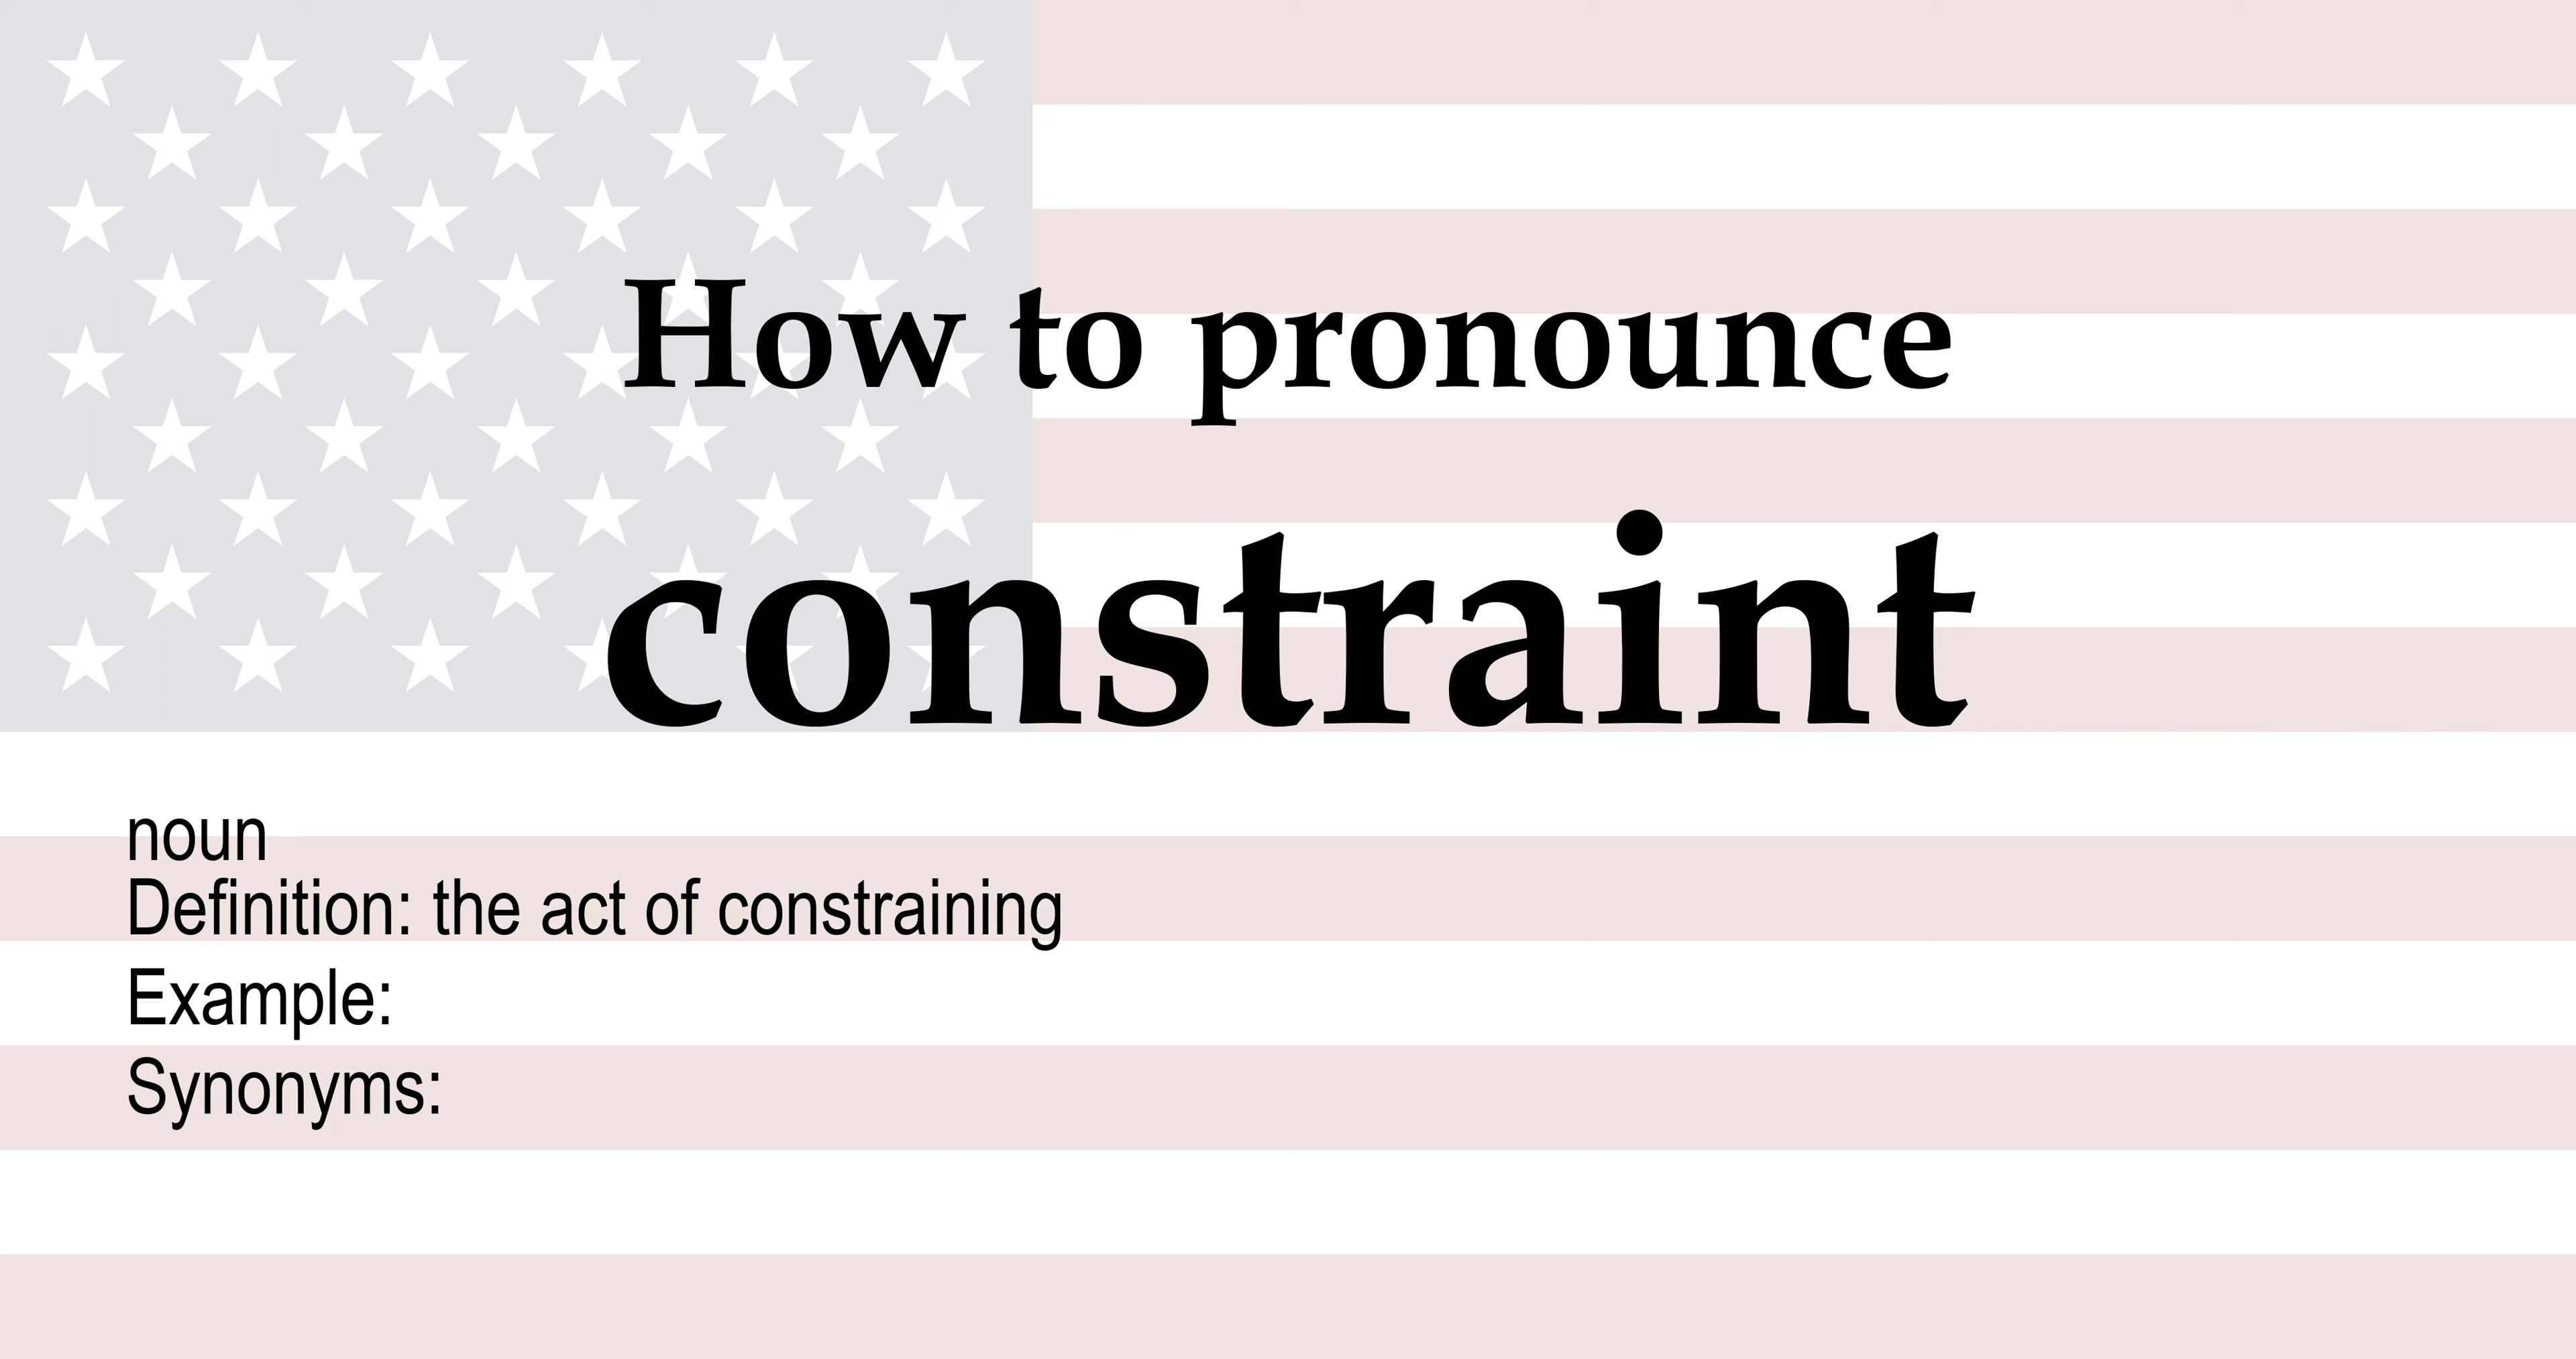 How to pronounce
constraint
noun
Definition: the act of constraining
Example:
Synonyms: